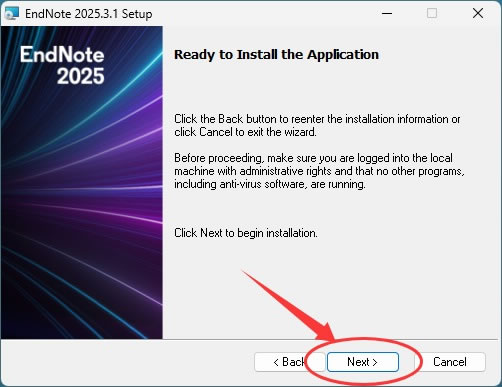 EndNote 2025.3.1 Setup
EndNote
2025
Ready to Install the Application
Click the Back button to reenter the installation information or
click Cancel to exit the wizard.
Before proceeding, make sure you are logged into the local
machine with administrative rights and that no other programs,
including anti-virus software, are running.
Click Next to begin installation.
< Back
Next >
Cancel